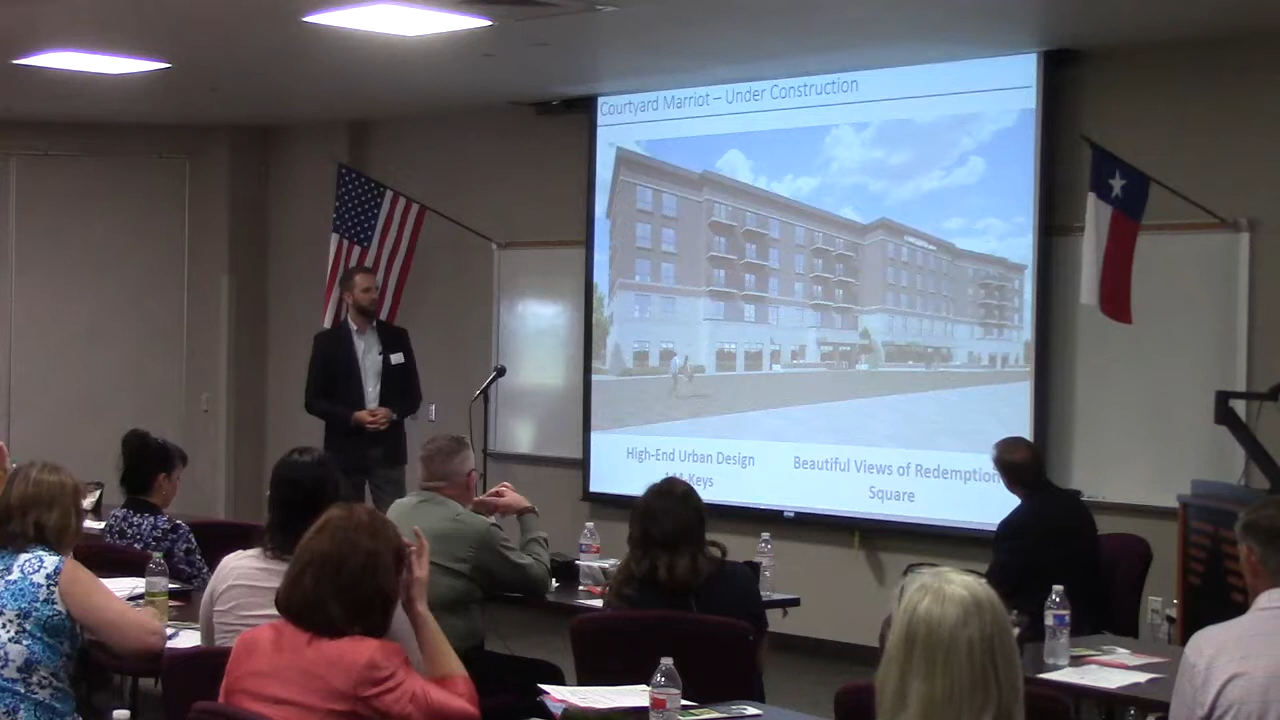 Courtyard Marriot – Under Construction
High-End Urban Design
Keys
Beautiful Views of Redemption
Square